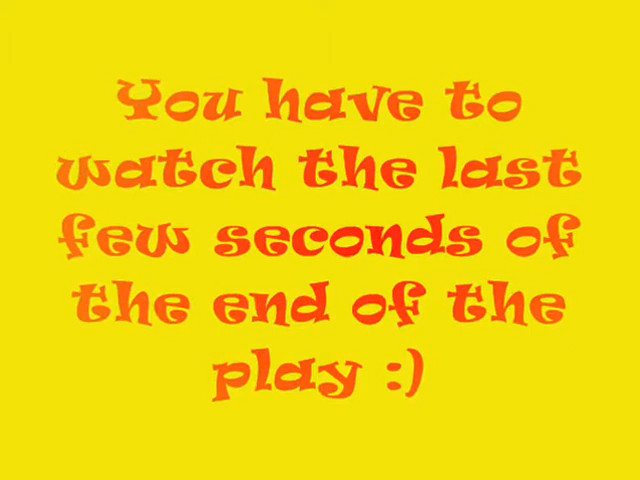 You have to
watch the last
few seconds of
the end of the
play :)